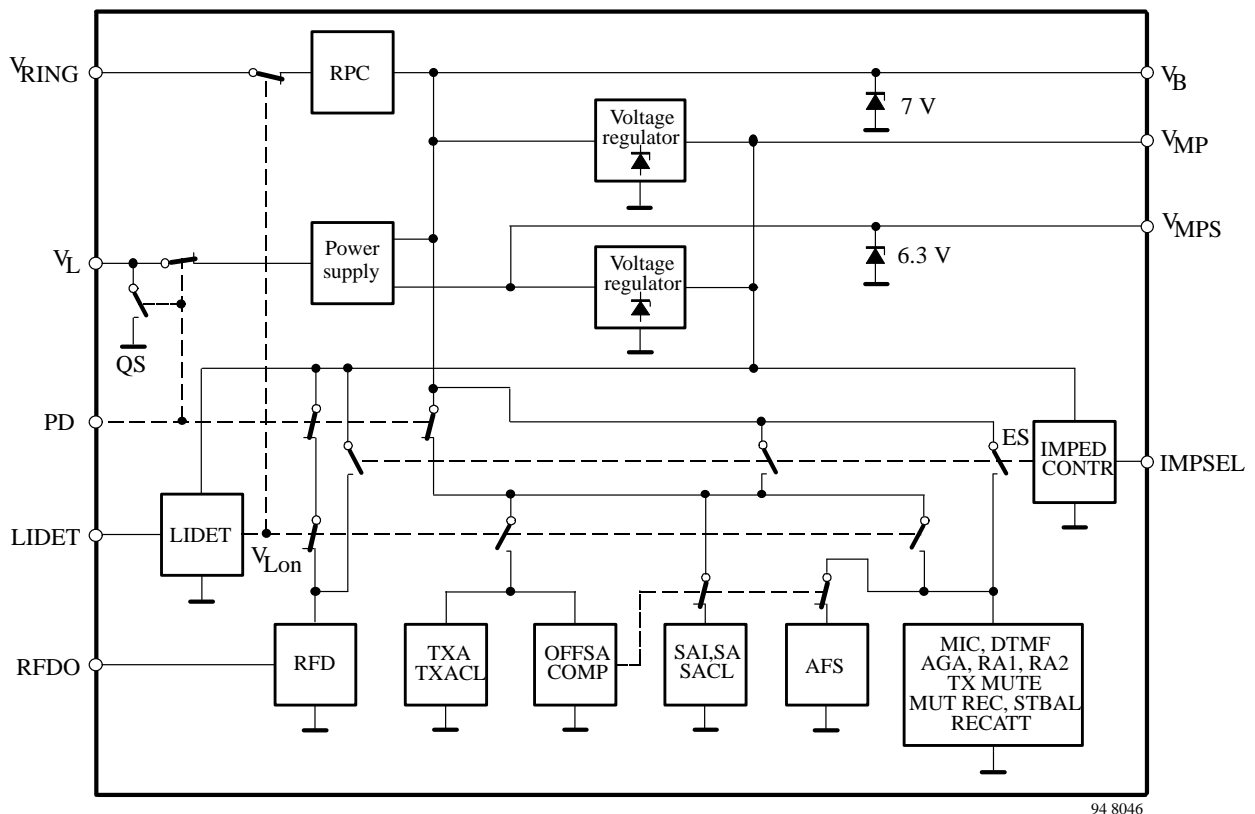 VRING
RPC
VB
7 V
Voltage
regulator
VMP
VMPS
VL
Power
supply
Voltage
regulator
6.3 V
QS
PD
ES
IMPED
CONTR
IMPSEL
LIDET
LIDET
VLon
RFDO
RFD
TXA
TXACL
OFFSA
COMP
SAI,SA
SACL
AFS
MIC, DTMF
AGA, RA1, RA2
TX MUTE
MUT REC, STBAL
RECATT
94 8046